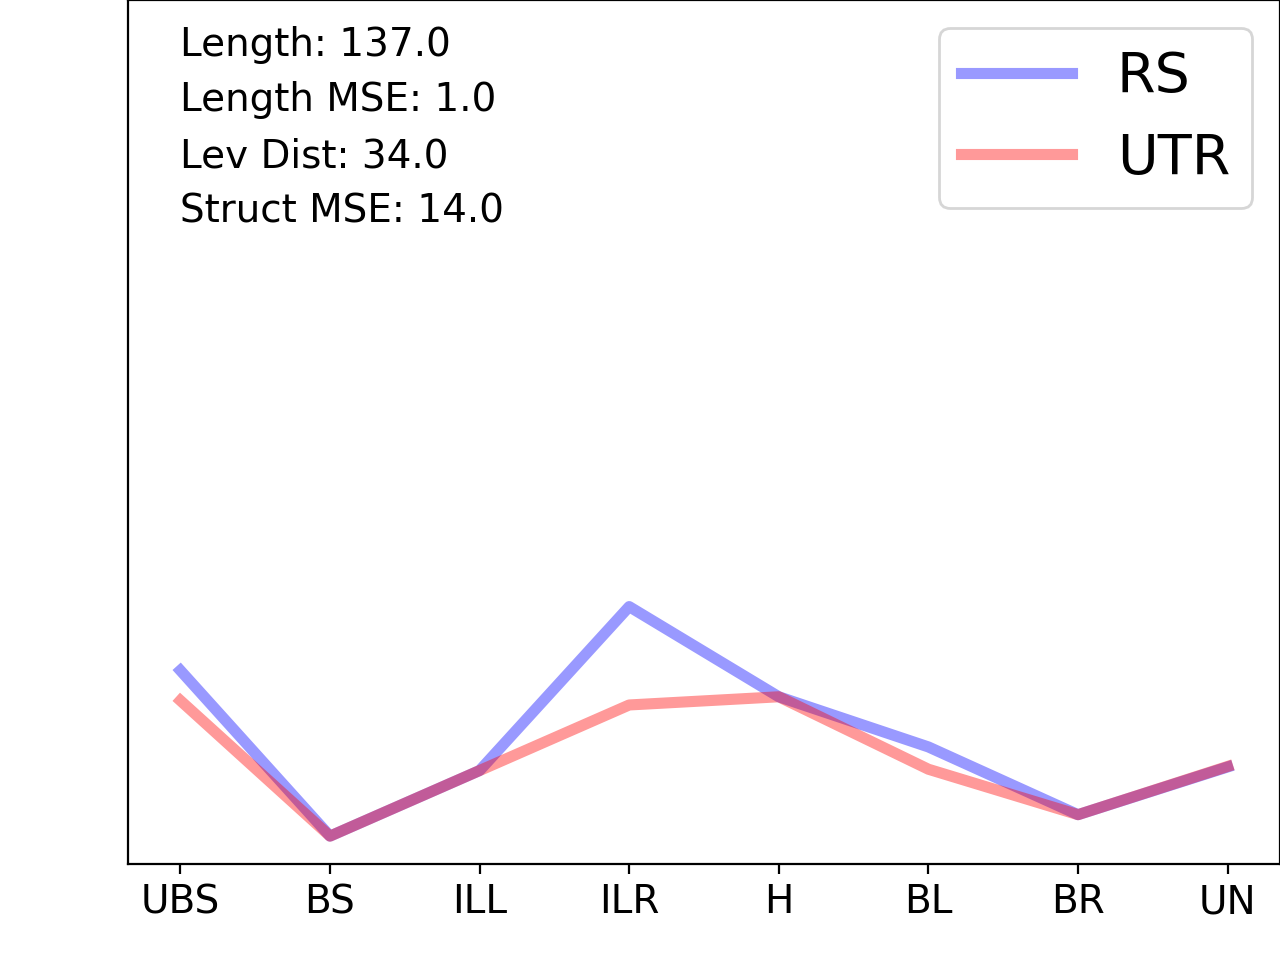 Length: 137.0
Length MSE: 1.0
Lev Dist: 34.0
Struct MSE: 14.0
RS
UTR
UBS BS ILL ILR H BL BR UN